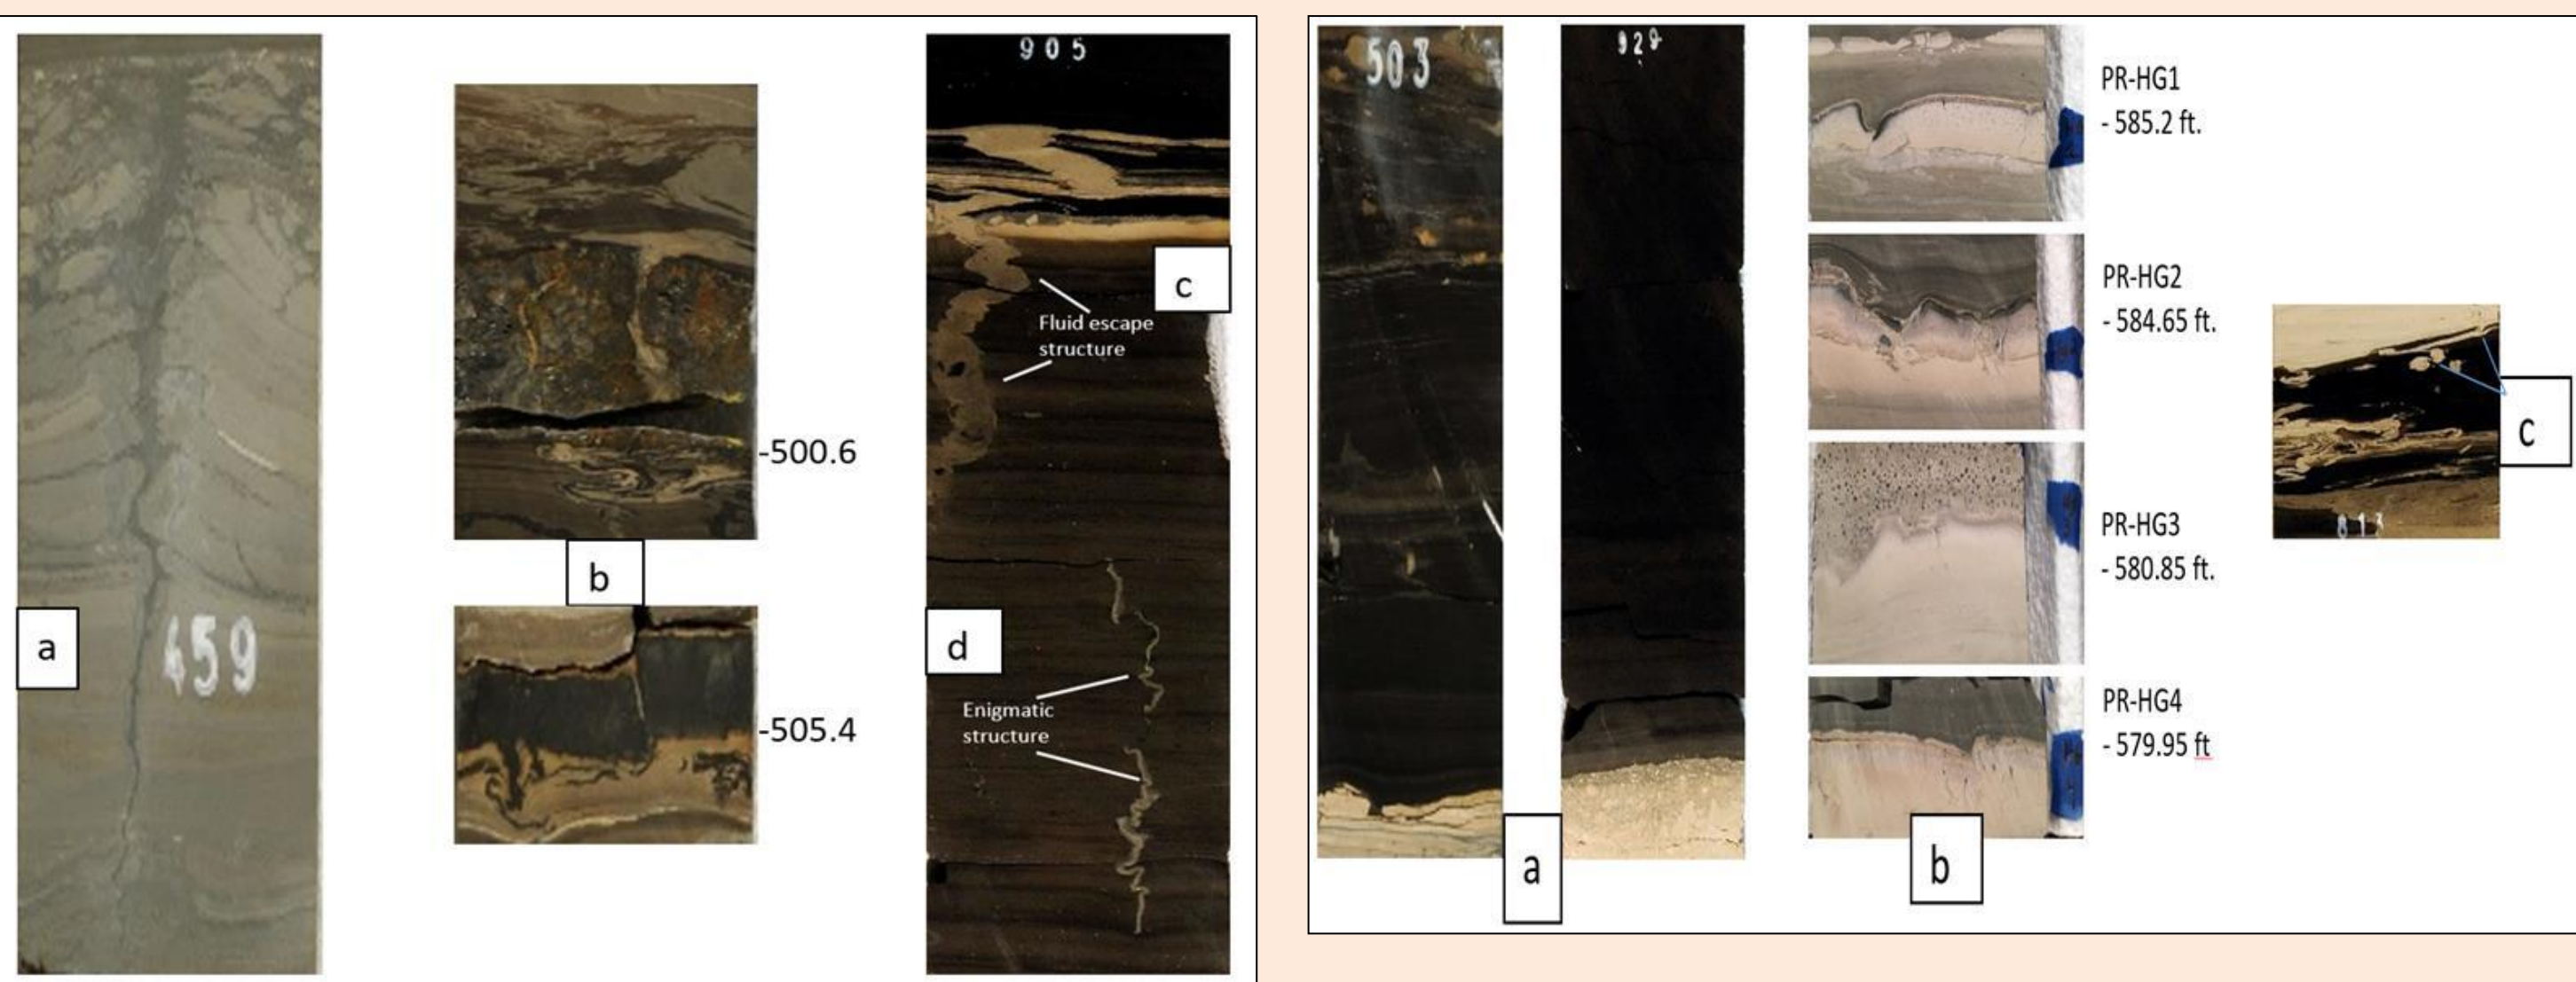 459
a
b
-500.6
-505.4
905
c
Fluid escape
structure
d
Enigmatic
structure
503
929
a
PR-HG1
- 585.2 ft.
PR-HG2
- 584.65 ft.
PR-HG3
- 580.85 ft.
PR-HG4
- 579.95 ft
b
c
813